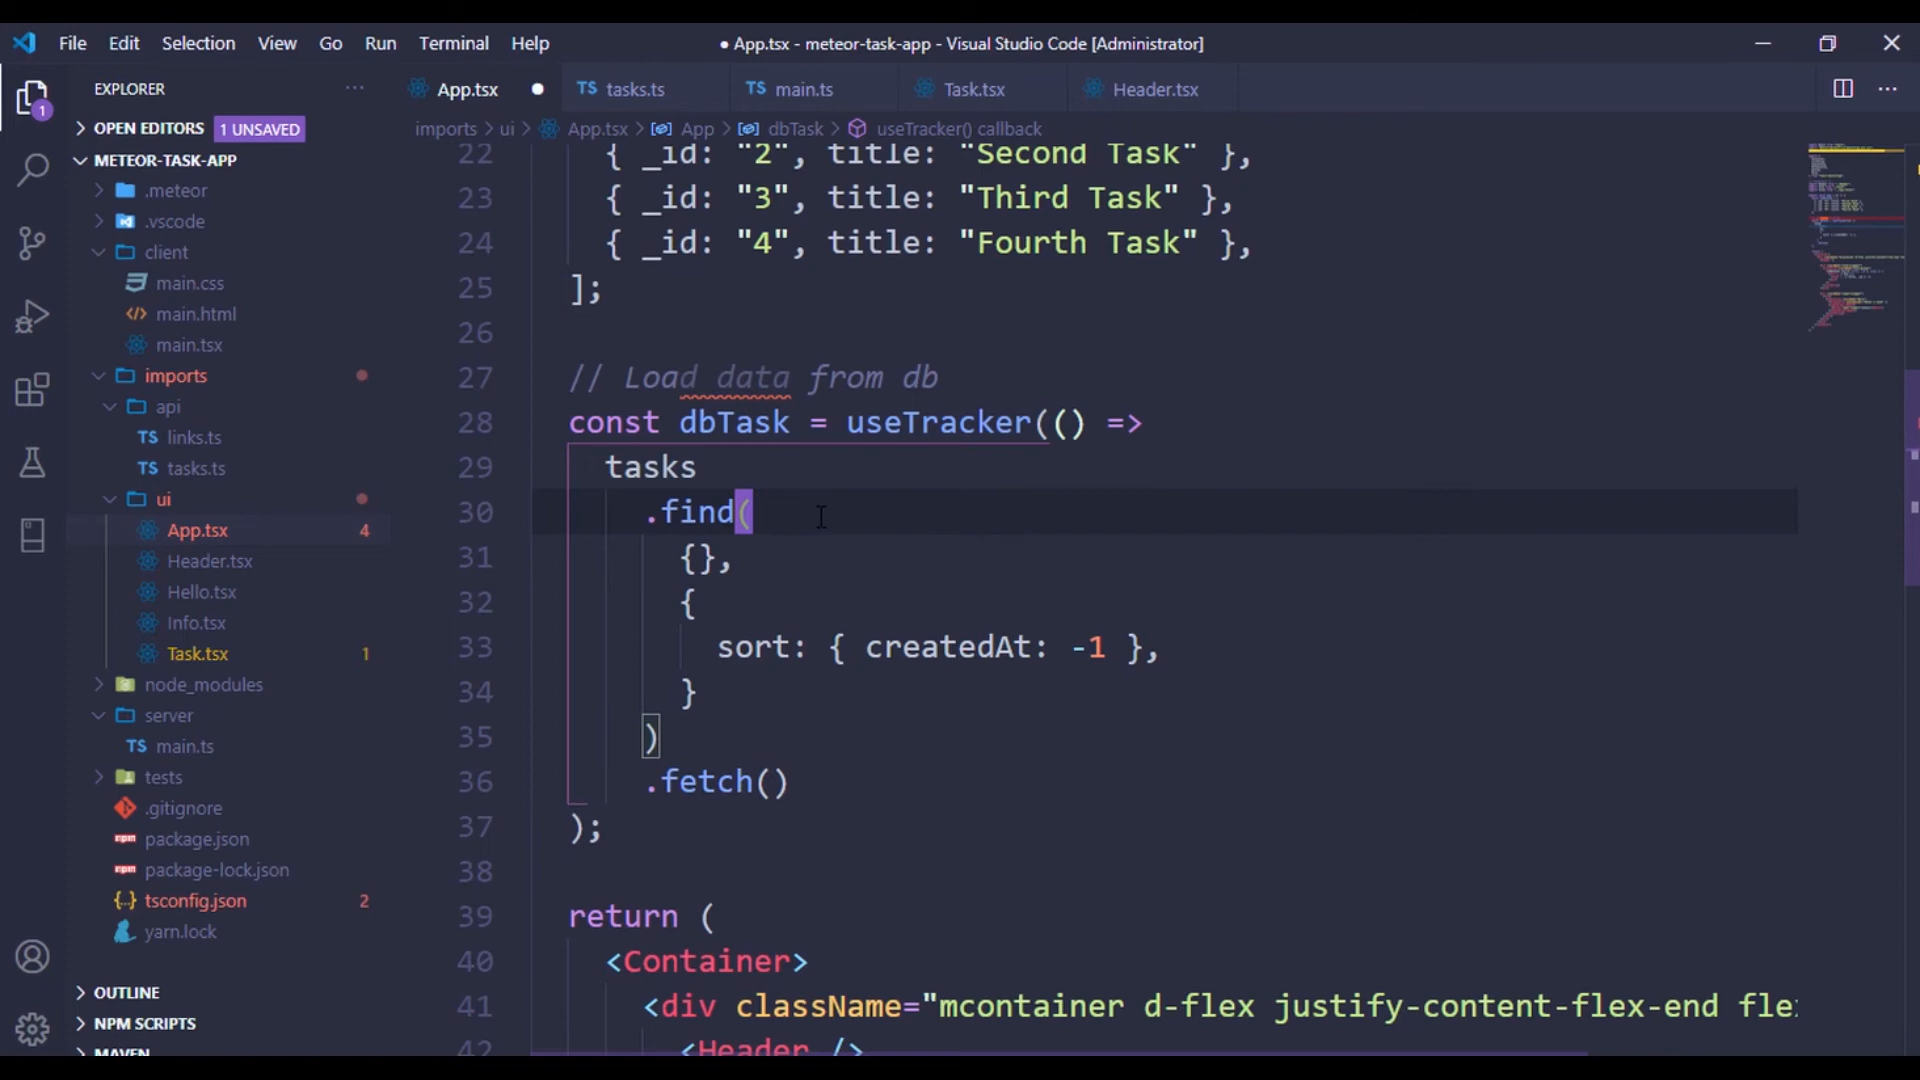 File Edit Selection View Go Run Terminal Help
● App.tsx - meteor-task-app - Visual Studio Code [Administrator]
EXPLORER
App.tsx
TS tasks.ts
TS main.ts
Task.tsx
Header.tsx
OPEN EDITORS 1 UNSAVED
imports > ui > App.tsx > App > dbTask > useTracker() callback
METEOR-TASK-APP
.meteor
.vscode
client
main.css
main.html
main.tsx
imports
api
TS links.ts
TS tasks.ts
ui
App.tsx 4
Header.tsx
Hello.tsx
Info.tsx
Task.tsx 1
node_modules
server
TS main.ts
tests
.gitignore
package.json
package-lock.json
tsconfig.json 2
yarn.lock
OUTLINE
NPM SCRIPTS
MAVEN
1
22 { _id: "2", title: "Second Task" },
23 { _id: "3", title: "Third Task" },
24 { _id: "4", title: "Fourth Task" },
25 ];
26
27 // Load data from db
28 const dbTask = useTracker(() =>
29 tasks
30 .find(
31 {},
32 {
33 sort: { createdAt: -1 },
34 }
35 )
36 .fetch()
37 );
38
39 return (
40 <Container>
41 <div className="mcontainer d-flex justify-content-flex-end fle
42 <Header />